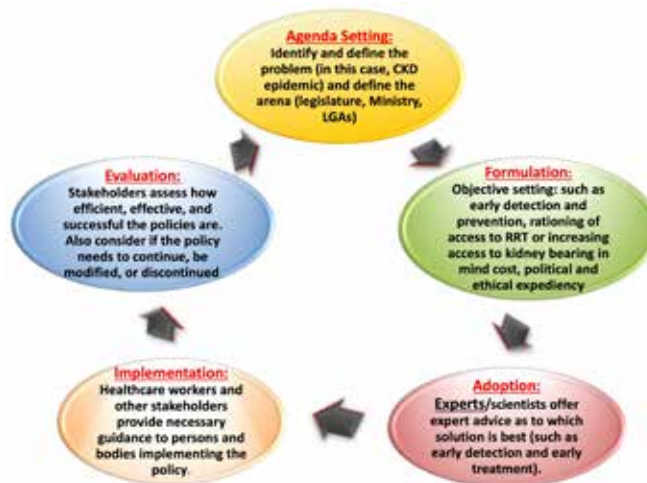 Agenda Setting:
Identify and define the
problem (in this case, CKD
epidemic) and define the
arena (legislature, Ministry,
LGAs)
Formulation:
Objective setting: such as
early detection and
prevention, rationing of
access to RRT or increasing
access to kidney bearing in
mind cost, political and
ethical expediency
Adoption:
Experts/scientists offer
expert advice as to which
solution is best (such as
early detection and early
treatment).
Implementation:
Healthcare workers and
other stakeholders
provide necessary
guidance to persons and
bodies implementing the
policy.
Evaluation:
Stakeholders assess how
efficient, effective, and
successful the policies are.
Also consider if the policy
needs to continue, be
modified, or discontinued